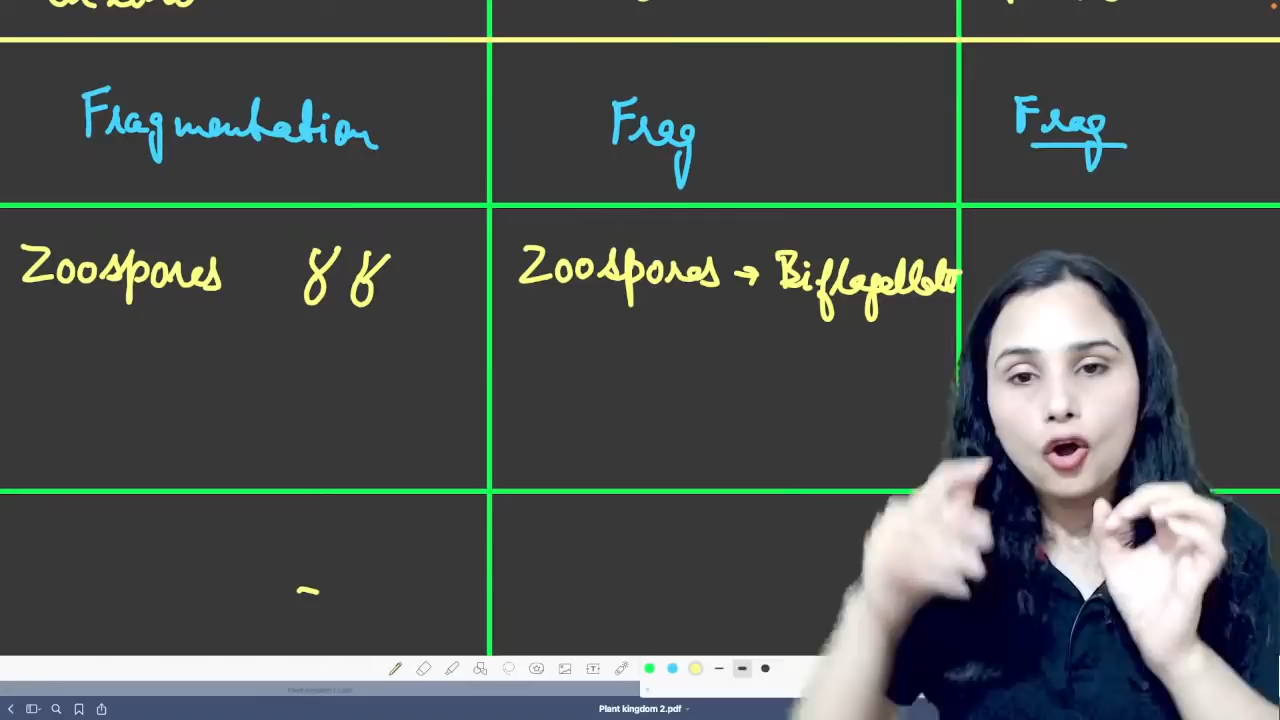 Fragmentation
Frag
Frag
Zoospores
Zoospores → Biflagellate
Plant kingdom 2.pdf